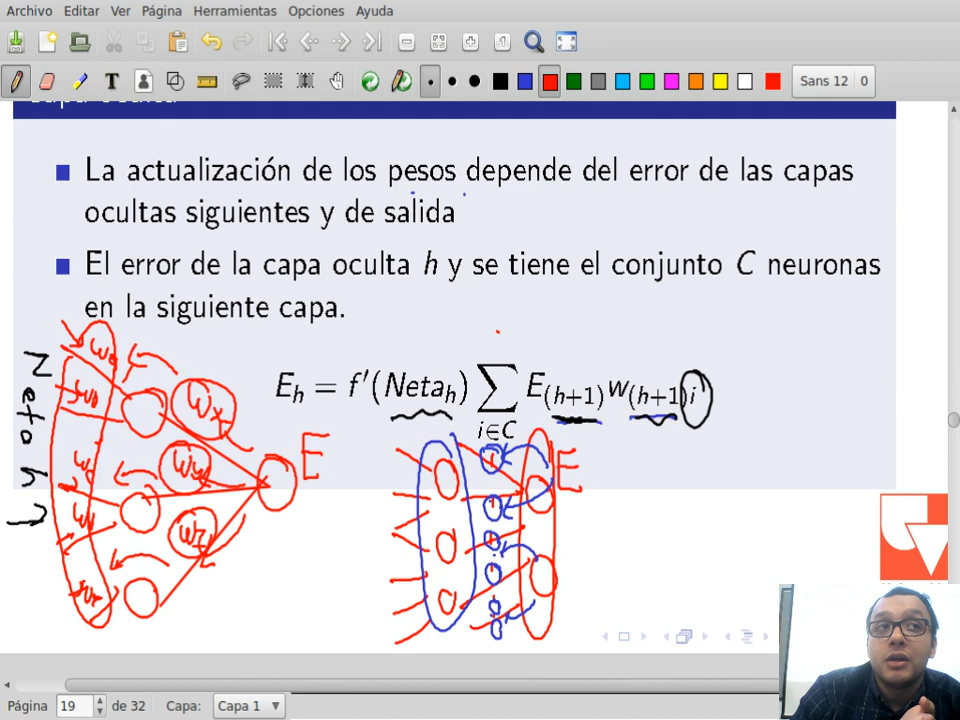 Archivo Editar Ver Página Herramientas Opciones Ayuda
T
Sans 12 0
La actualización de los pesos depende del error de las capas
ocultas siguientes y de salida
El error de la capa oculta h y se tiene el conjunto C neuronas
en la siguiente capa.
E_h = f'(Neta_h) ∑_{i∈C} E_{(h+1)} w_{(h+1)i}
Neta h
E
E
Página 19 de 32 Capa: Capa 1